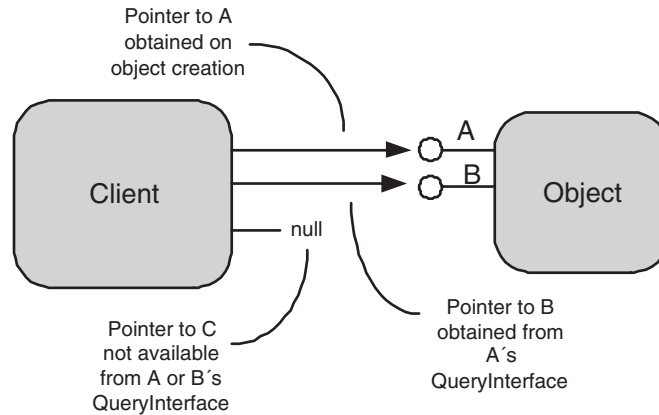 Pointer to A
obtained on
object creation
A
Client
B
Object
null
Pointer to C
not available
from A or B´s
QueryInterface
Pointer to B
obtained from
A´s
QueryInterface